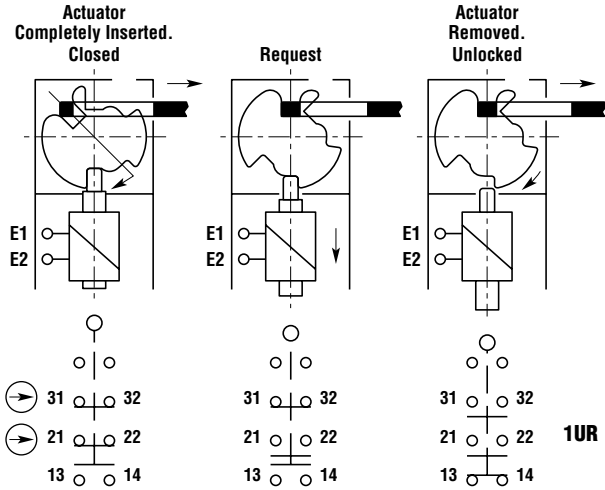 Actuator
Completely Inserted.
Closed
Request
Actuator
Removed.
Unlocked
E1
E2
E1
E2
E1
E2
31 32
21 22
13 14
31 32
21 22
13 14
31 32
21 22
13 14
1UR